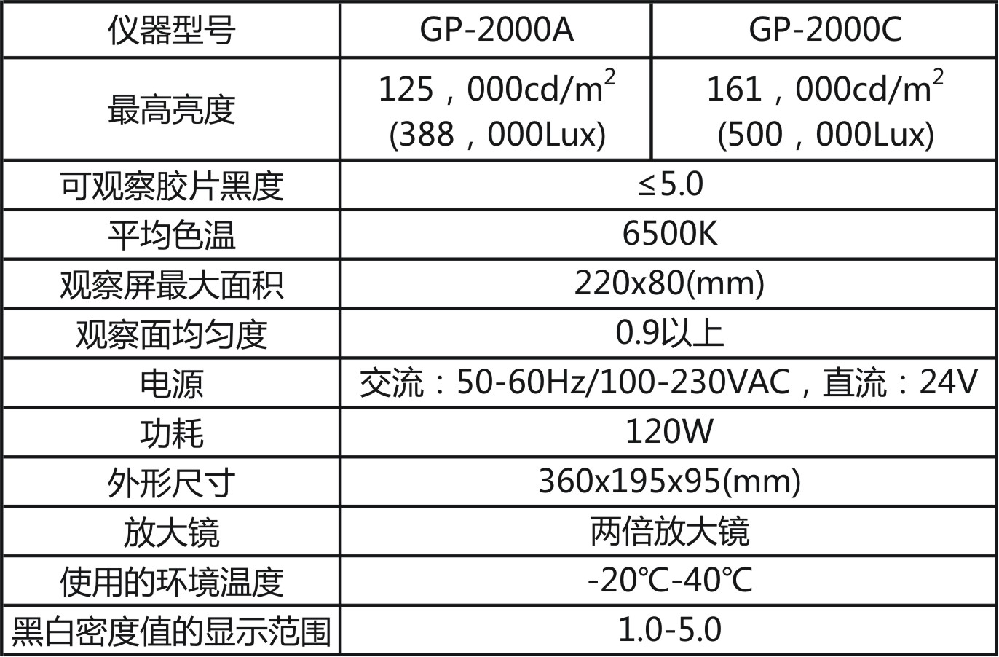 仪器型号 GP-2000A GP-2000C
最高亮度 125，000cd/m² 161，000cd/m²
(388，000Lux) (500，000Lux)
可观察胶片黑度 ≤5.0
平均色温 6500K
观察屏最大面积 220x80(mm)
观察面均匀度 0.9以上
电源 交流：50-60Hz/100-230VAC，直流：24V
功耗 120W
外形尺寸 360x195x95(mm)
放大镜 两倍放大镜
使用的环境温度 -20℃-40℃
黑白密度值的显示范围 1.0-5.0